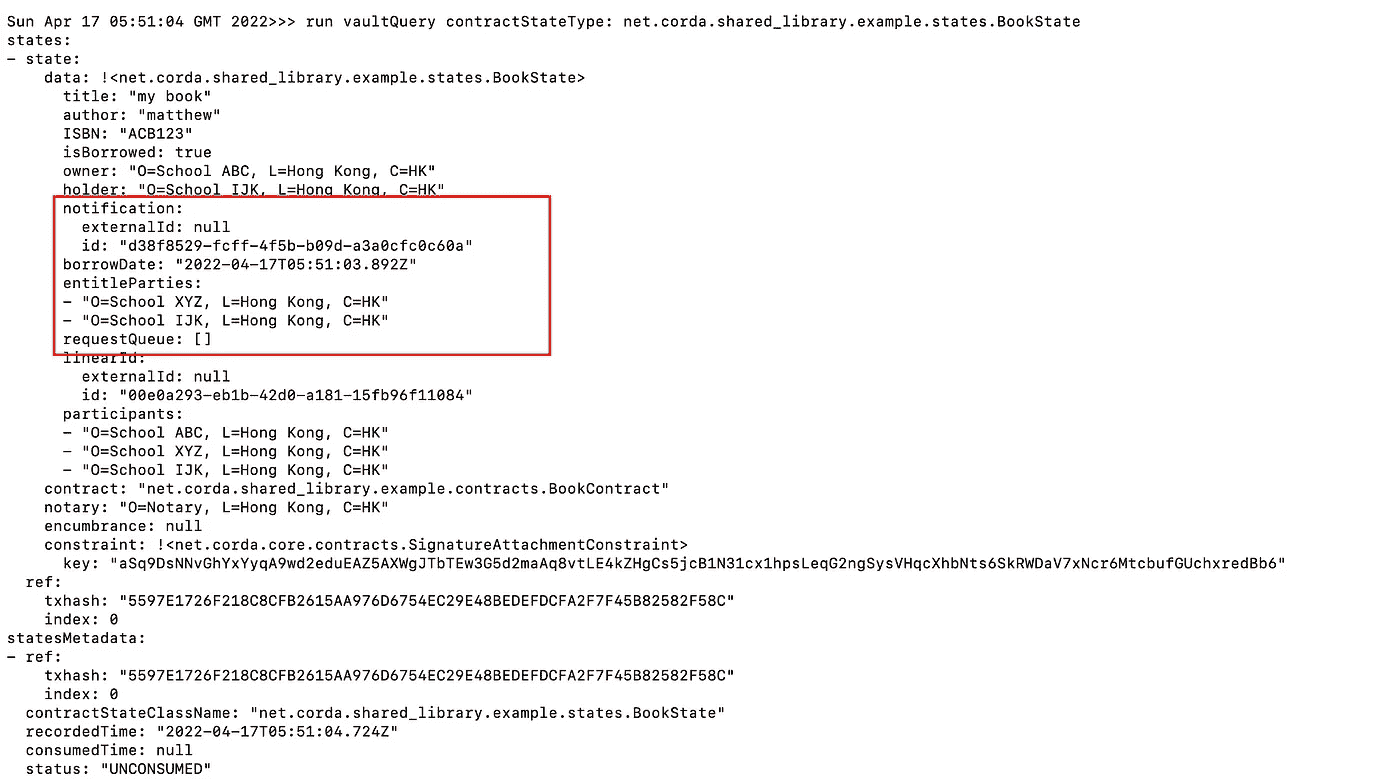 Sun Apr 17 05:51:04 GMT 2022>>> run vaultQuery contractStateType: net.corda.shared_library.example.states.BookState
states:
– state:
    data: !<net.corda.shared_library.example.states.BookState>
      title: "my book"
      author: "matthew"
      ISBN: "ACB123"
      isBorrowed: true
      owner: "O=School ABC, L=Hong Kong, C=HK"
      holder: "O=School IJK, L=Hong Kong, C=HK"
      notification:
        externalId: null
        id: "d38f8529-fcff-4f5b-b09d-a3a0cfc0c60a"
      borrowDate: "2022-04-17T05:51:03.892Z"
      entitleParties:
      – "O=School XYZ, L=Hong Kong, C=HK"
      – "O=School IJK, L=Hong Kong, C=HK"
      requestQueue: []
      linearId:
        externalId: null
        id: "00e0a293-eb1b-42d0-a181-15fb96f11084"
      participants:
      – "O=School ABC, L=Hong Kong, C=HK"
      – "O=School XYZ, L=Hong Kong, C=HK"
      – "O=School IJK, L=Hong Kong, C=HK"
    contract: "net.corda.shared_library.example.contracts.BookContract"
    notary: "O=Notary, L=Hong Kong, C=HK"
    encumbrance: null
    constraint: !<net.corda.core.contracts.SignatureAttachmentConstraint>
      key: "aSq9DsNNvGhYxYyqA9wd2eduEAZ5AXWgJTbTEw3G5d2maAq8vtLE4kZHgCs5jcB1N31cx1hpsLeqG2ngSysVHqcXhbNts6SkRWDaV7xNcr6MtcbufGUchxredBb6"
  ref:
    txhash: "5597E1726F218C8CFB2615AA976D6754EC29E48BEDEFDCFA2F7F45B82582F58C"
    index: 0
statesMetadata:
– ref:
    txhash: "5597E1726F218C8CFB2615AA976D6754EC29E48BEDEFDCFA2F7F45B82582F58C"
    index: 0
  contractStateClassName: "net.corda.shared_library.example.states.BookState"
  recordedTime: "2022-04-17T05:51:04.724Z"
  consumedTime: null
  status: "UNCONSUMED"